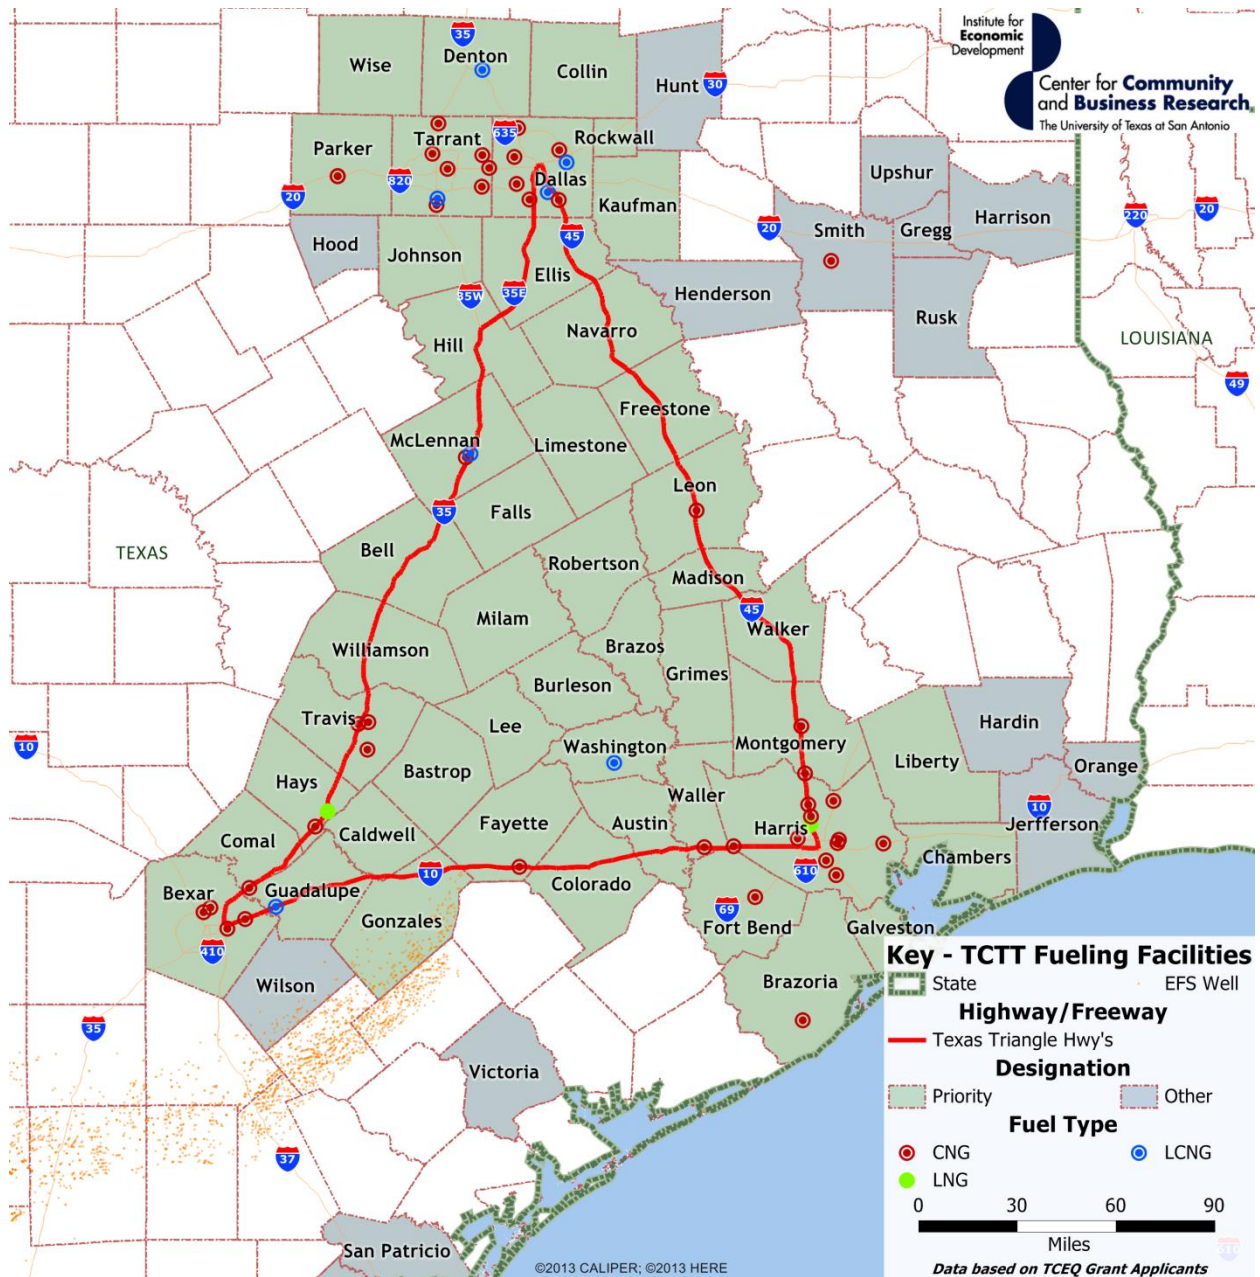 Institute for
Economic
Development
Center for Community
and Business Research
The University of Texas at San Antonio
35
Denton
Wise
Collin
Hunt
30
Tarrant
635
Rockwall
Parker
820
Dallas
Kaufman
20
Upshur
Harrison
Gregg
Smith
20
220
20
Hood
Johnson
45
Ellis
35W
35E
Henderson
Rusk
Navarro
Hill
LOUISIANA
49
Freestone
McLennan
Limestone
Leon
35
Falls
TEXAS
Bell
Robertson
Madison
45
Milam
Walker
Williamson
Brazos
Grimes
Burleson
Travis
Lee
Hardin
10
Washington
Montgomery
Liberty
Orange
Bastrop
Hays
Waller
10
Fayette
Austin
Harris
Jerfferson
Comal
Caldwell
Chambers
610
10
Colorado
Bexar
Guadalupe
Gonzales
69
Fort Bend
Galveston
410
Wilson
Brazoria
35
Victoria
37
San Patricio
Key - TCTT Fueling Facilities
State
EFS Well
Highway/Freeway
Texas Triangle Hwy's
Designation
Priority
Other
Fuel Type
CNG
LCNG
LNG
0 30 60 90
Miles
610
Data based on TCEQ Grant Applicants
©2013 CALIPER; ©2013 HERE